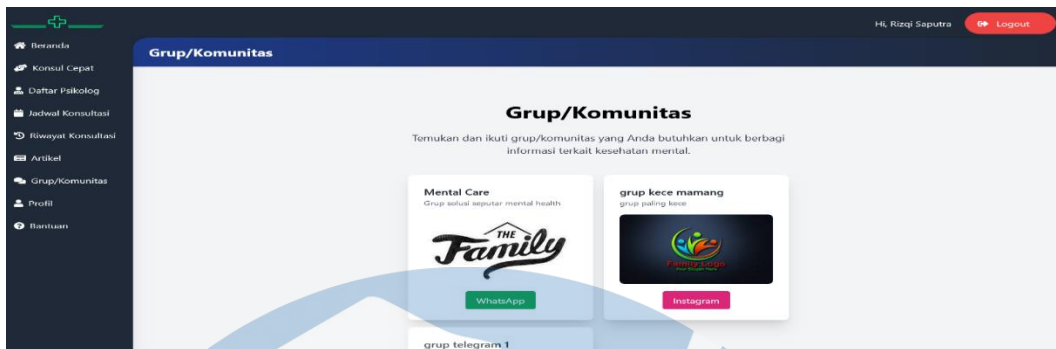 Hi, Rizqi Saputra
Logout
Beranda
Konsul Cepat
Daftar Psikolog
Jadwal Konsultasi
Riwayat Konsultasi
Artikel
Grup/Komunitas
Profil
Bantuan
Grup/Komunitas
Grup/Komunitas
Temukan dan ikuti grup/komunitas yang Anda butuhkan untuk berbagi
informasi terkait kesehatan mental.
Mental Care
Grup solusi seputar mental health
THE
Family
WhatsApp
grup kece mamang
grup paling kece
Family Logo
Instagram
grup telegram 1